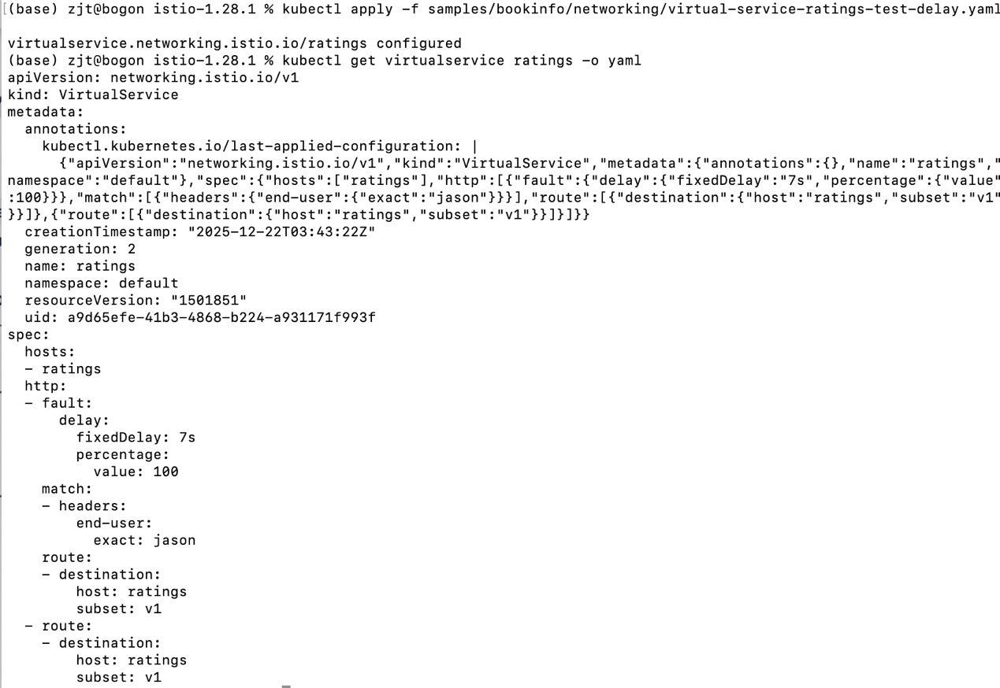 (base) zjt@bogon istio-1.28.1 % kubectl apply -f samples/bookinfo/networking/virtual-service-ratings-test-delay.yaml
virtualservice.networking.istio.io/ratings configured
(base) zjt@bogon istio-1.28.1 % kubectl get virtualservice ratings -o yaml
apiVersion: networking.istio.io/v1
kind: VirtualService
metadata:
  annotations:
    kubectl.kubernetes.io/last-applied-configuration: |
      {"apiVersion":"networking.istio.io/v1","kind":"VirtualService","metadata":{"annotations":{},"name":"ratings","
namespace":"default"},"spec":{"hosts":["ratings"],"http":[{"fault":{"delay":{"fixedDelay":"7s","percentage":{"value"
:100}}},"match":[{"headers":{"end-user":{"exact":"jason"}}}],"route":[{"destination":{"host":"ratings","subset":"v1"
}}]},{"route":[{"destination":{"host":"ratings","subset":"v1"}}]}]}}
  creationTimestamp: "2025-12-22T03:43:22Z"
  generation: 2
  name: ratings
  namespace: default
  resourceVersion: "1501851"
  uid: a9d65efe-41b3-4868-b224-a931171f993f
spec:
  hosts:
  - ratings
  http:
  - fault:
      delay:
        fixedDelay: 7s
        percentage:
          value: 100
    match:
    - headers:
        end-user:
          exact: jason
    route:
    - destination:
        host: ratings
        subset: v1
  - route:
    - destination:
        host: ratings
        subset: v1